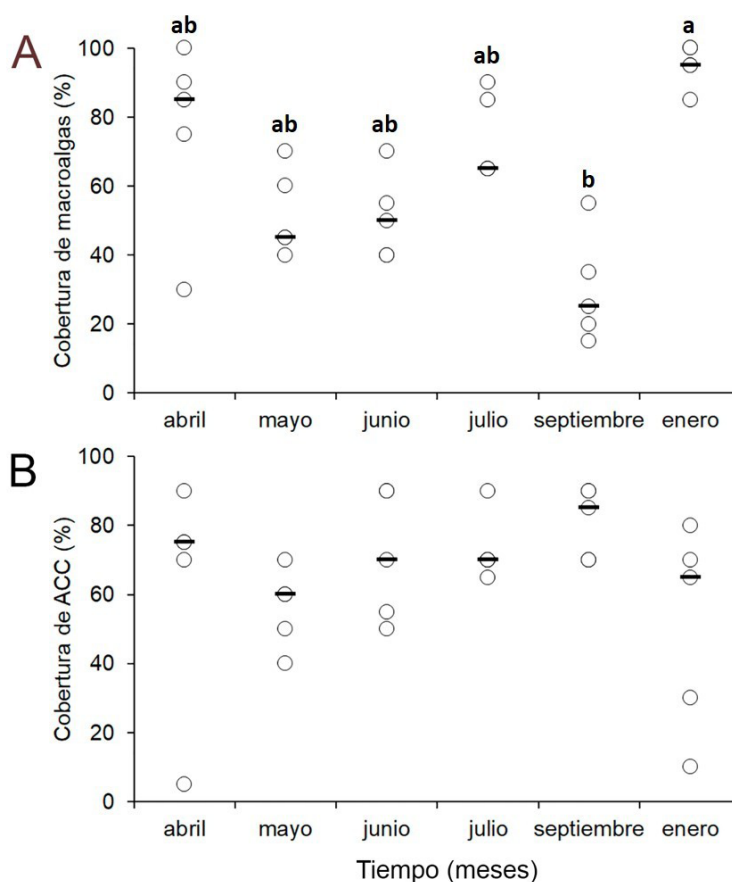 A
Cobertura de macroalgas (%)
100
80
60
40
20
0
ab
ab
ab
ab
b
a
abril mayo junio julio septiembre enero
B
Cobertura de ACC (%)
100
80
60
40
20
0
abril mayo junio julio septiembre enero
Tiempo (meses)